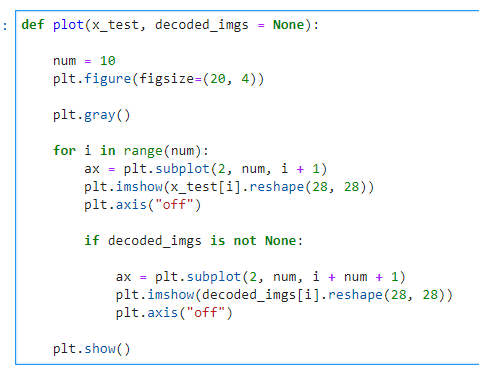 : def plot(x_test, decoded_imgs = None):
num = 10
plt.figure(figsize=(20, 4))
plt.gray()
for i in range(num):
ax = plt.subplot(2, num, i + 1)
plt.imshow(x_test[i].reshape(28, 28))
plt.axis("off")
if decoded_imgs is not None:
ax = plt.subplot(2, num, i + num + 1)
plt.imshow(decoded_imgs[i].reshape(28, 28))
plt.axis("off")
plt.show()